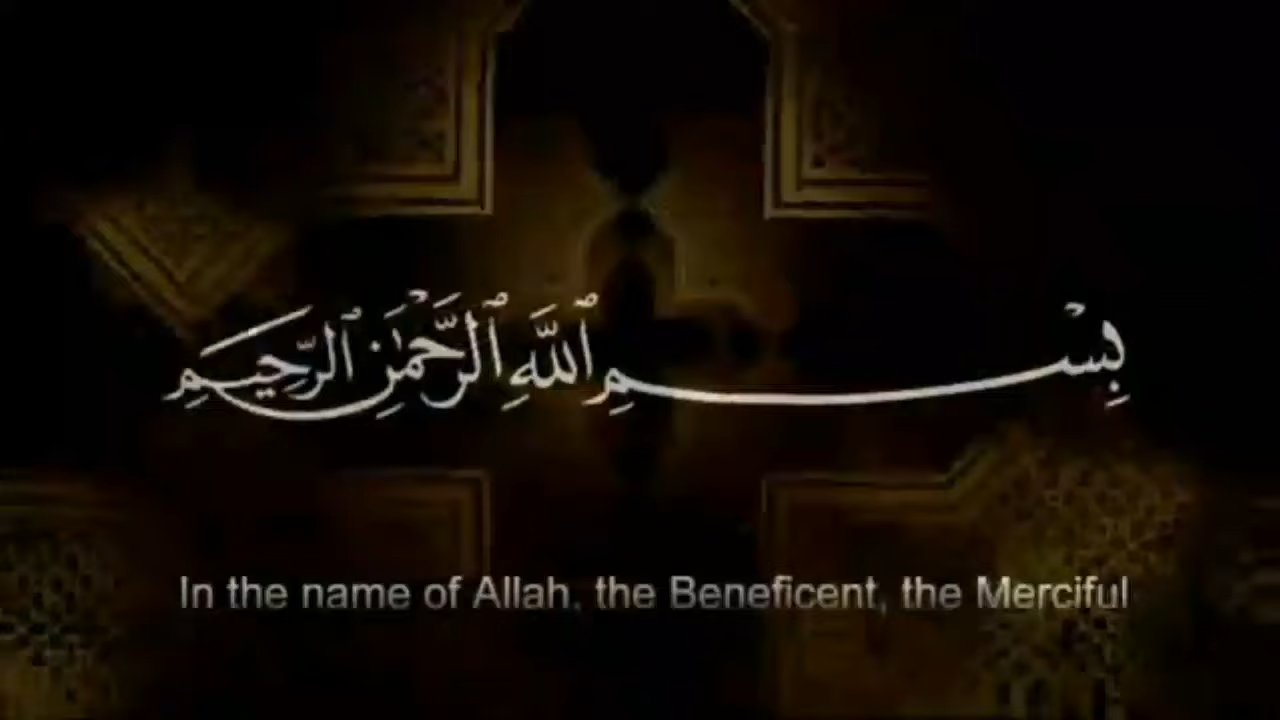 بِسْمِ ٱللَّهِ ٱلرَّحْمَٰنِ ٱلرَّحِيمِ
In the name of Allah, the Beneficent, the Merciful